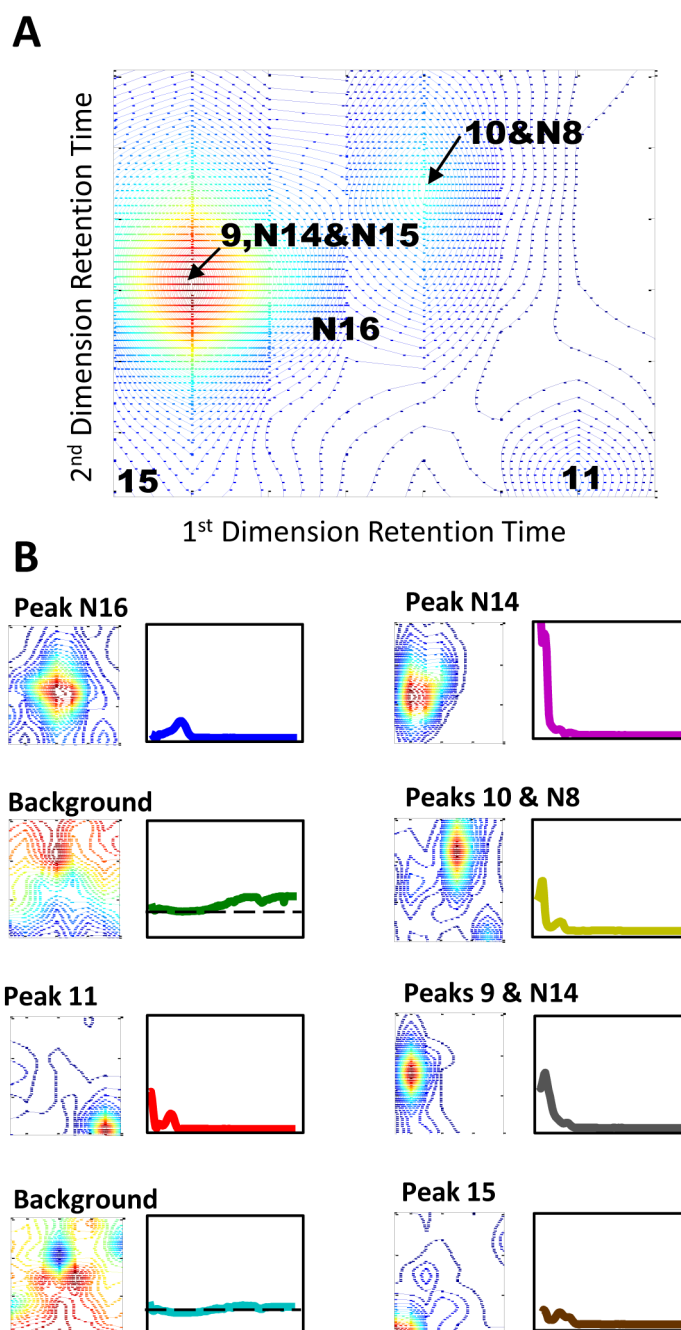 A
2nd Dimension Retention Time
10&N8
9,N14&N15
N16
15
11
1st Dimension Retention Time
B
Peak N16
Peak N14
Background
Peaks 10 & N8
Peak 11
Peaks 9 & N14
Background
Peak 15